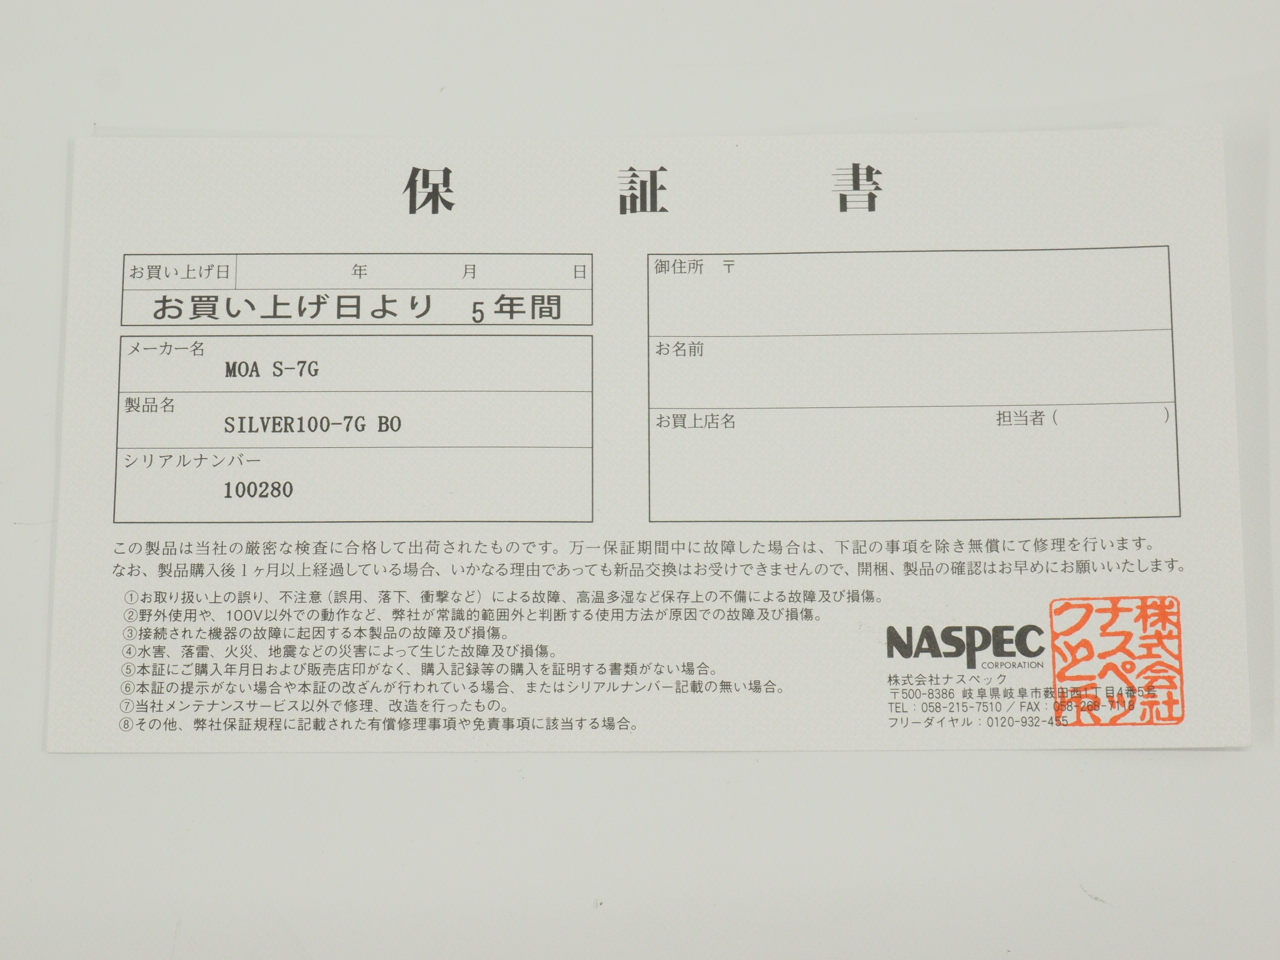 保証書
お買い上げ日 年 月 日
お買い上げ日より 5年間
メーカー名
MOA S-7G
製品名
SILVER100-7G BO
シリアルナンバー
100280
御住所 〒
お名前
お買上店名 担当者 ( )
この製品は当社の厳密な検査に合格して出荷されたものです。万一保証期間中に故障した場合は、下記の事項を除き無償にて修理を行います。
なお、製品購入後1ヶ月以上経過している場合、いかなる理由であっても新品交換はお受けできませんので、開梱、製品の確認はお早めにお願いいたします。
①お取り扱い上の誤り、不注意（誤用、落下、衝撃など）による故障、高温多湿など保存上の不備による故障及び損傷。
②野外使用や、100V以外での動作など、弊社が常識的範囲外と判断する使用方法が原因での故障及び損傷。
③接続された機器の故障に起因する本製品の故障及び損傷。
④水害、落雷、火災、地震などの災害によって生じた故障及び損傷。
⑤本証にご購入年月日および販売店印がなく、購入記録等の購入を証明する書類がない場合。
⑥本証の提示がない場合や本証の改ざんが行われている場合、またはシリアルナンバー記載の無い場合。
⑦当社メンテナンスサービス以外で修理、改造を行ったもの。
⑧その他、弊社保証規程に記載された有償修理事項や免責事項に該当する場合。
NASPEC
CORPORATION
株式会社ナスペック
〒500-8386 岐阜県岐阜市薮田西1丁目4番5号
TEL：058-215-7510 / FAX：058-268-7118
フリーダイヤル：0120-932-455
株式会社
ナスペッ
ク之印